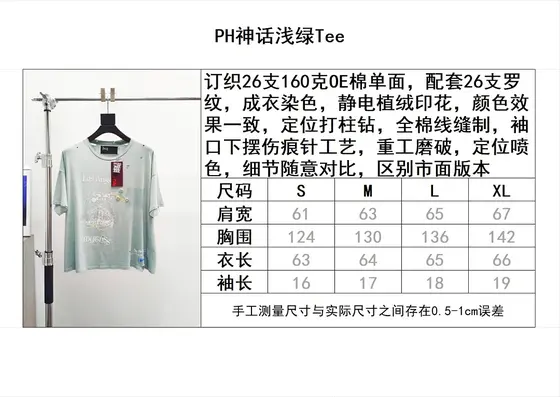 PH神话浅绿Tee
订织26支160克OE棉单面，配套26支罗
纹，成衣染色，静电植绒印花，颜色效
果一致，定位打柱钻，全棉线缝制，袖
口下摆伤痕针工艺，重工磨破，定位喷
色，细节随意对比，区别市面版本
尺码 S M L XL
肩宽 61 63 65 67
胸围 124 130 136 142
衣长 63 64 65 66
袖长 16 17 18 19
手工测量尺寸与实际尺寸之间存在0.5-1cm误差